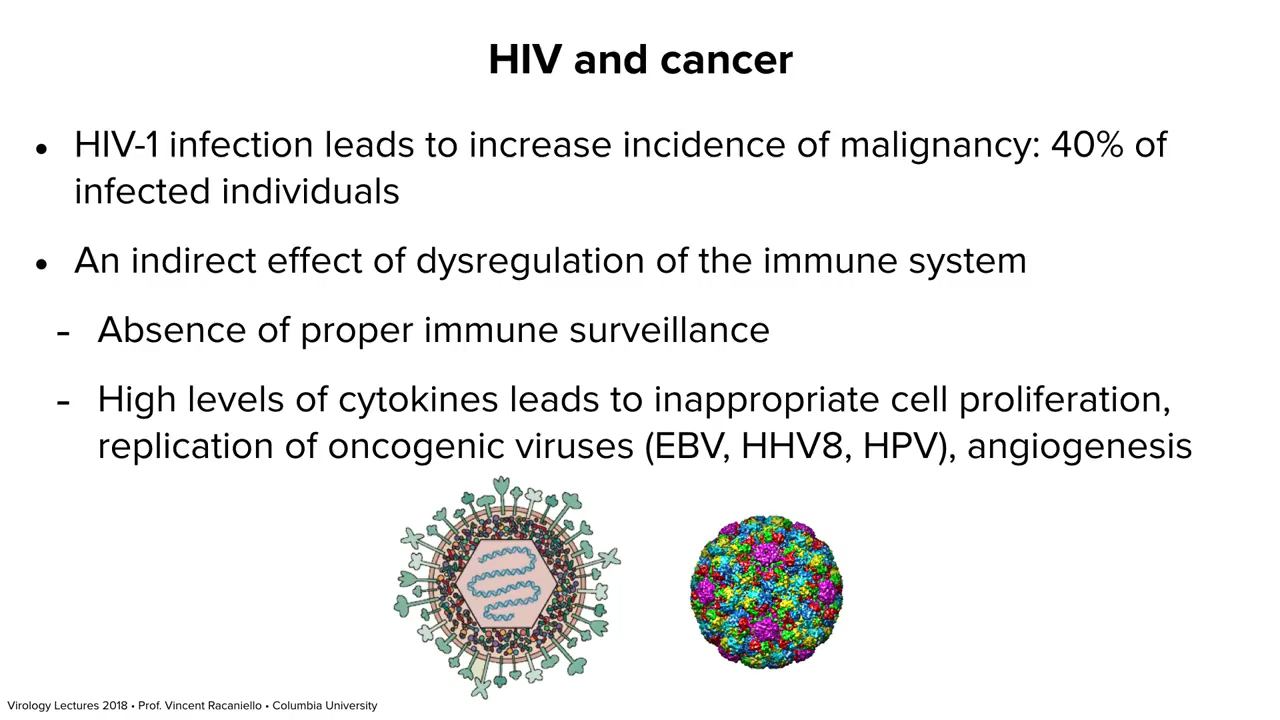 HIV and cancer
• HIV-1 infection leads to increase incidence of malignancy: 40% of
infected individuals
• An indirect effect of dysregulation of the immune system
- Absence of proper immune surveillance
- High levels of cytokines leads to inappropriate cell proliferation,
replication of oncogenic viruses (EBV, HHV8, HPV), angiogenesis
Virology Lectures 2018 • Prof. Vincent Racaniello • Columbia University